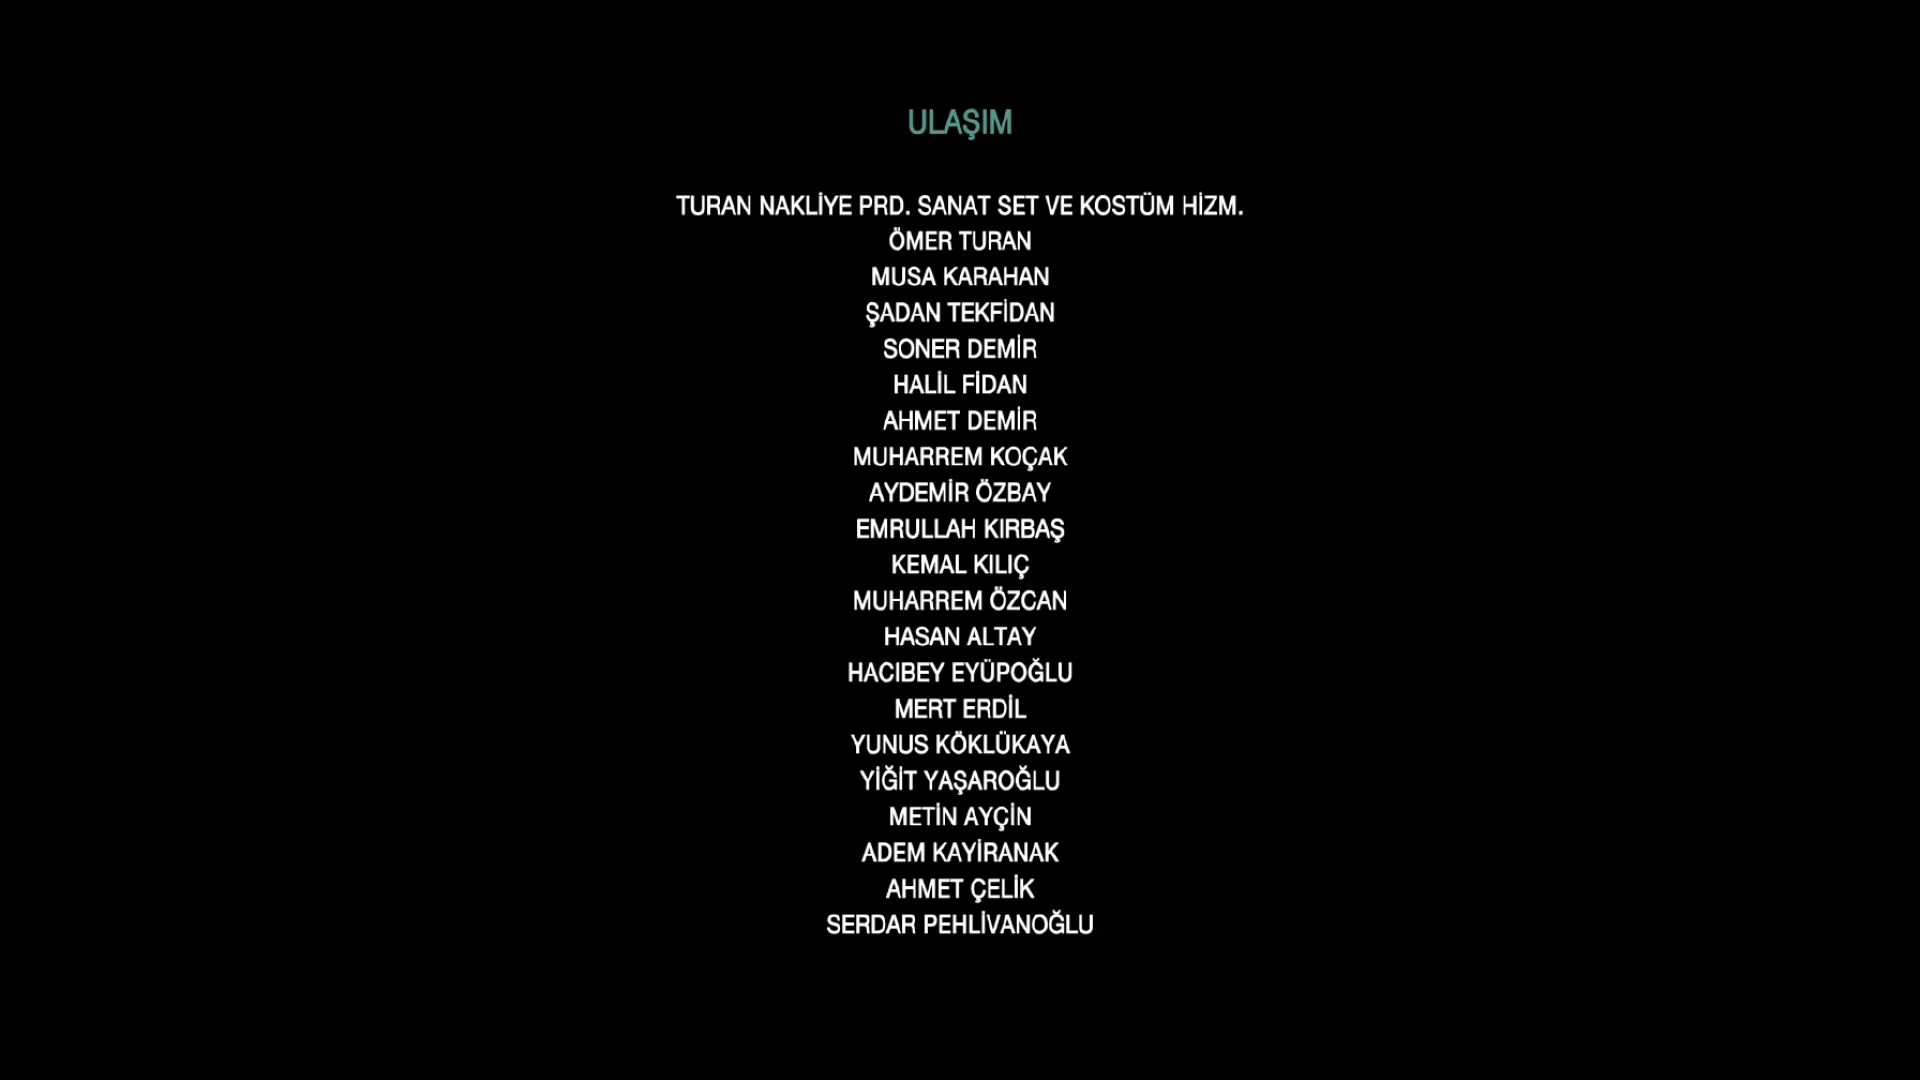 ULAŞIM
TURAN NAKLİYE PRD. SANAT SET VE KOSTÜM HİZM.
ÖMER TURAN
MUSA KARAHAN
ŞADAN TEKFİDAN
SONER DEMİR
HALİL FİDAN
AHMET DEMİR
MUHARREM KOÇAK
AYDEMİR ÖZBAY
EMRULLAH KIRBAŞ
KEMAL KILIÇ
MUHARREM ÖZCAN
HASAN ALTAY
HACIBEY EYÜPOĞLU
MERT ERDİL
YUNUS KÖKLÜKAYA
YİĞİT YAŞAROĞLU
METİN AYÇİN
ADEM KAYİRANAK
AHMET ÇELİK
SERDAR PEHLİVANOĞLU